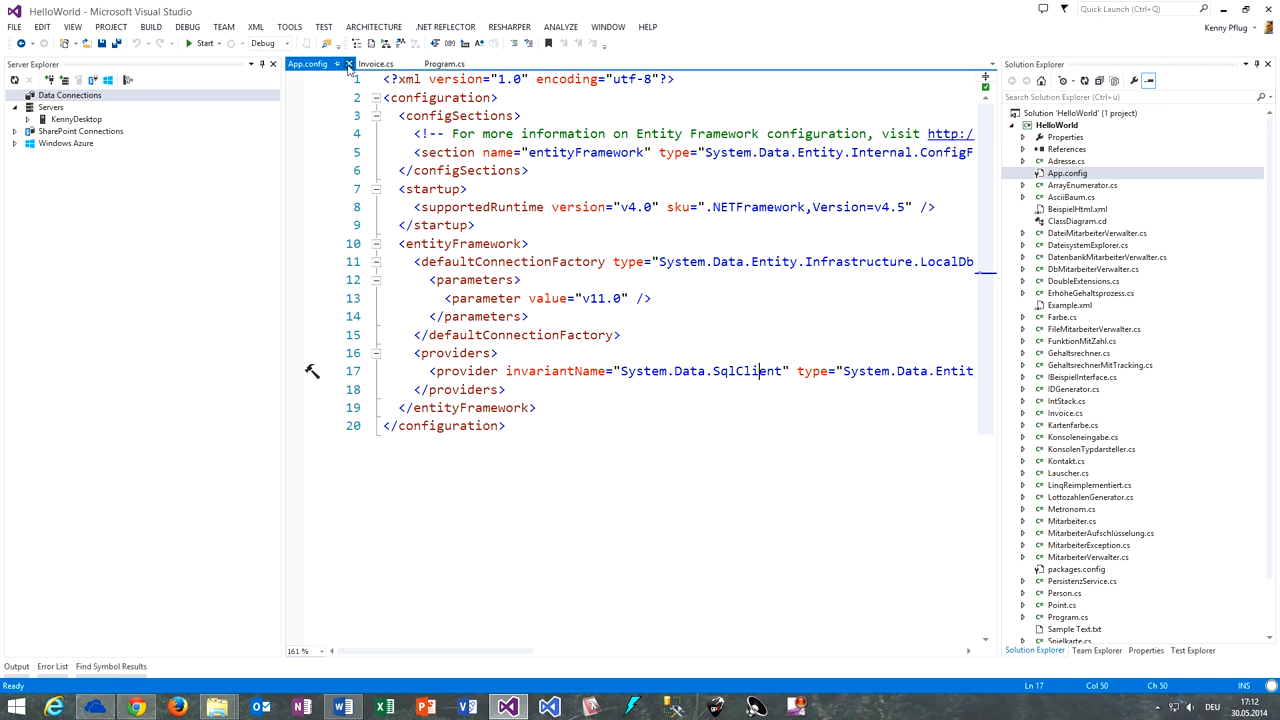 HelloWorld - Microsoft Visual Studio
Quick Launch (Ctrl+Q)
FILE EDIT VIEW PROJECT BUILD DEBUG TEAM XML TOOLS TEST ARCHITECTURE .NET REFLECTOR RESHARPER ANALYZE WINDOW HELP
Kenny Pflug
Start
Debug
Server Explorer
Data Connections
Servers
KennyDesktop
SharePoint Connections
Windows Azure
App.config
Invoice.cs
Program.cs
1 <?xml version="1.0" encoding="utf-8"?>
2 <configuration>
3 <configSections>
4 <!-- For more information on Entity Framework configuration, visit http:/
5 <section name="entityFramework" type="System.Data.Entity.Internal.ConfigF
6 </configSections>
7 <startup>
8 <supportedRuntime version="v4.0" sku=".NETFramework,Version=v4.5" />
9 </startup>
10 <entityFramework>
11 <defaultConnectionFactory type="System.Data.Entity.Infrastructure.LocalDb
12 <parameters>
13 <parameter value="v11.0" />
14 </parameters>
15 </defaultConnectionFactory>
16 <providers>
17 <provider invariantName="System.Data.SqlClient" type="System.Data.Entit
18 </providers>
19 </entityFramework>
20 </configuration>
161 %
Solution Explorer
Search Solution Explorer (Ctrl+ü)
Solution 'HelloWorld' (1 project)
HelloWorld
Properties
References
Adresse.cs
App.config
ArrayEnumerator.cs
AsciiBaum.cs
BeispielHtml.xml
ClassDiagram.cd
DateiMitarbeiterVerwalter.cs
DateisystemExplorer.cs
DatenbankMitarbeiterVerwalter.cs
DbMitarbeiterVerwalter.cs
DoubleExtensions.cs
ErhöheGehaltsprozess.cs
Example.xml
Farbe.cs
FileMitarbeiterVerwalter.cs
FunktionMitZahl.cs
Gehaltsrechner.cs
GehaltsrechnerMitTracking.cs
IBeispielInterface.cs
IDGenerator.cs
IntStack.cs
Invoice.cs
Kartenfarbe.cs
Konsoleneingabe.cs
KonsolenTypdarsteller.cs
Kontakt.cs
Lauscher.cs
LinqReimplementiert.cs
LottozahlenGenerator.cs
Metronom.cs
Mitarbeiter.cs
MitarbeiterAufschlüsselung.cs
MitarbeiterException.cs
MitarbeiterVerwalter.cs
packages.config
PersistenzService.cs
Person.cs
Point.cs
Program.cs
Sample Text.txt
Spielkarte.cs
Solution Explorer Team Explorer Properties Test Explorer
Output Error List Find Symbol Results
Ready
Ln 17 Col 50 Ch 50 INS
DEU
17:12
30.05.2014